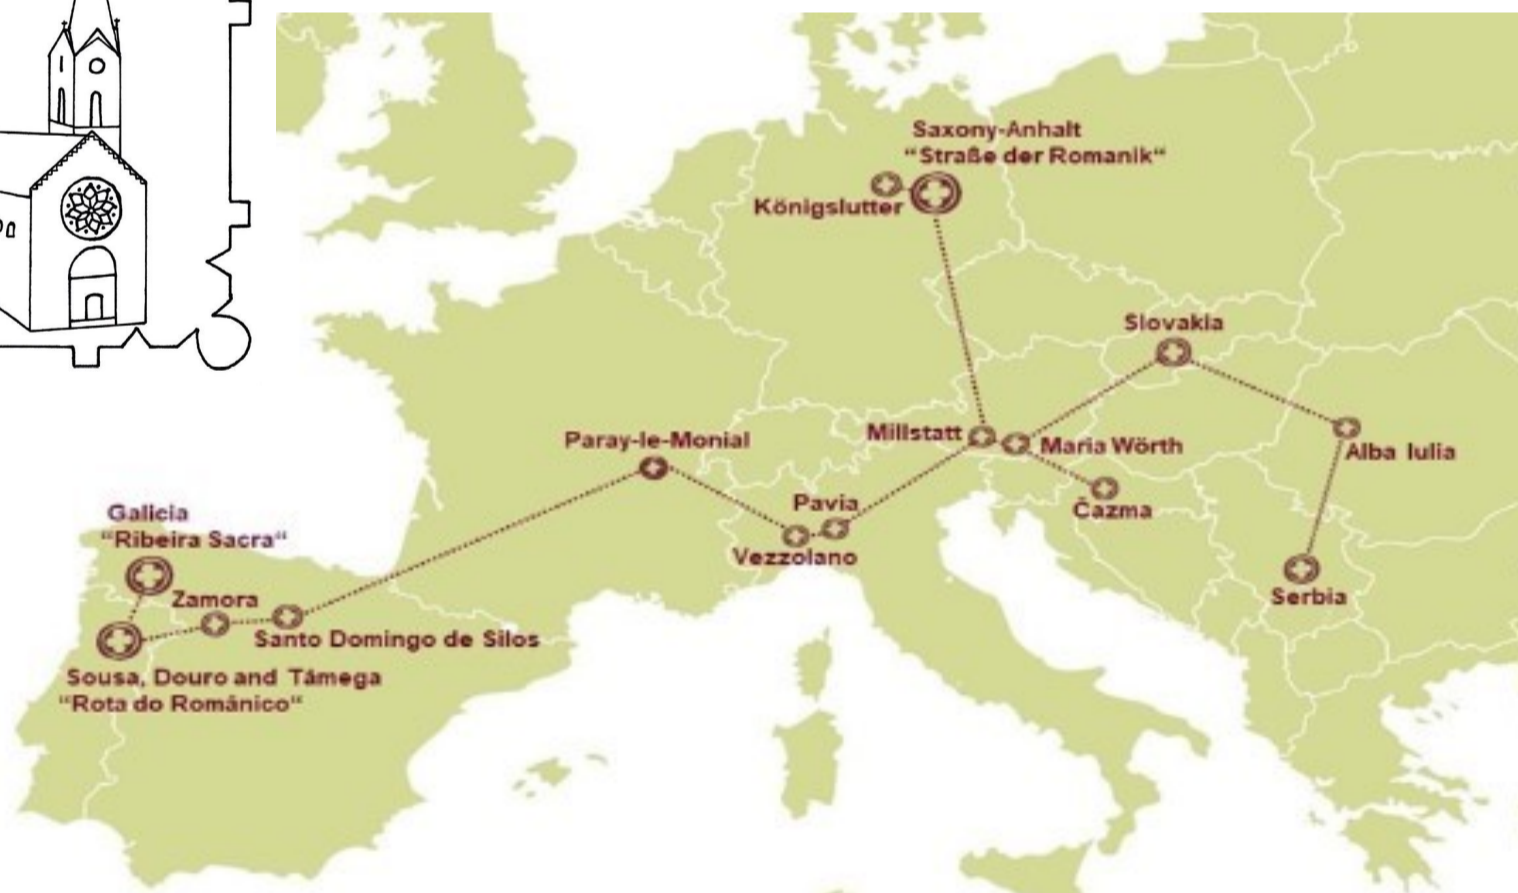 Saxony-Anhalt
“Straße der Romanik“
Königslutter
Slovakia
Millstatt
Maria Wörth
Alba Iulia
Paray-le-Monial
Pavia
Čazma
Vezzolano
Galicia
“Ribeira Sacra“
Serbia
Zamora
Santo Domingo de Silos
Sousa, Douro and Tâmega
“Rota do Românico“